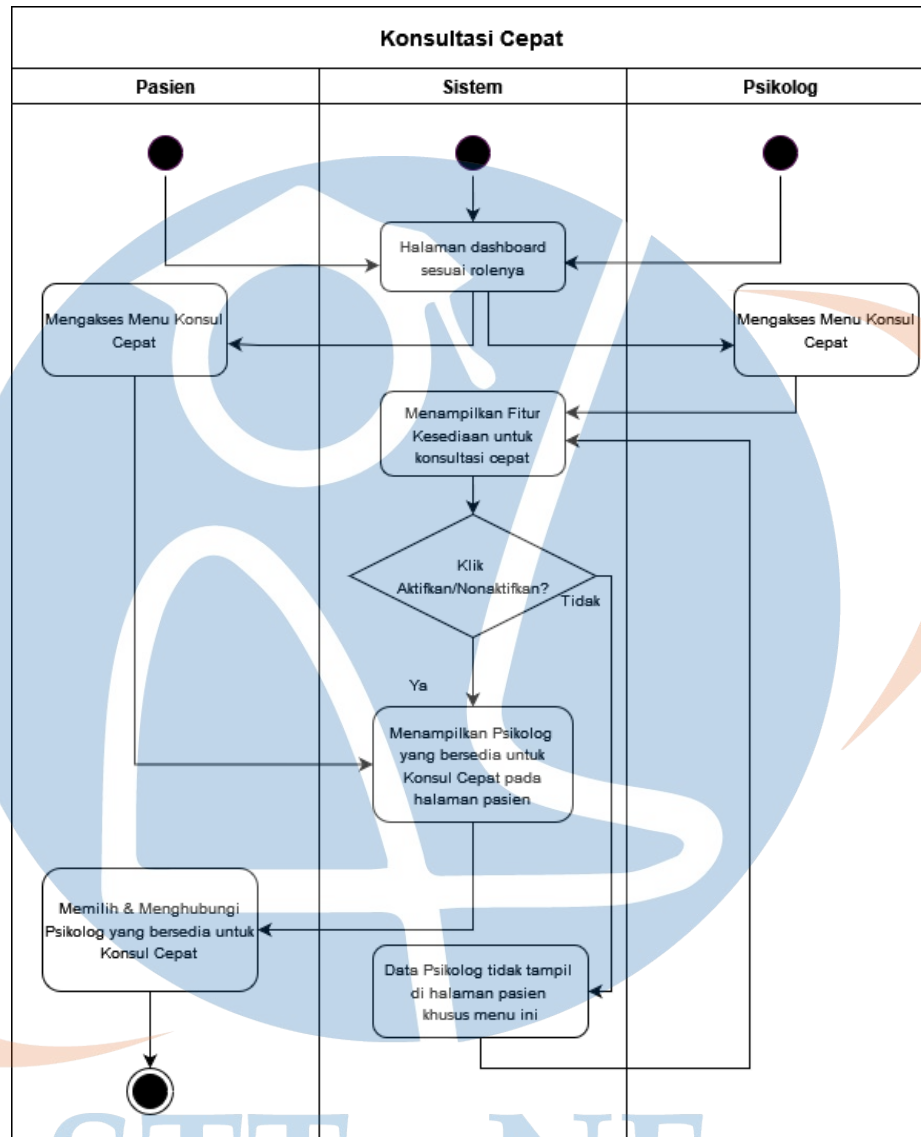 Konsultasi Cepat
Pasien
Sistem
Psikolog
Halaman dashboard
sesuai rolenya
Mengakses Menu Konsul
Cepat
Mengakses Menu Konsul
Cepat
Menampilkan Fitur
Kesediaan untuk
konsultasi cepat
Klik
Aktifkan/Nonaktifkan?
Tidak
Ya
Menampilkan Psikolog
yang bersedia untuk
Konsul Cepat pada
halaman pasien
Memilih & Menghubungi
Psikolog yang bersedia untuk
Konsul Cepat
Data Psikolog tidak tampil
di halaman pasien
khusus menu ini
STT - NF